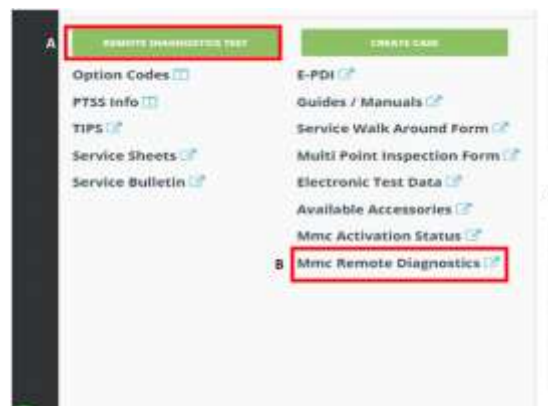 A
REMOTE DIAGNOSTICS TEST
CREATE CASE
Option Codes
PTSS Info
TIPS
Service Sheets
Service Bulletin
E-PDI
Guides / Manuals
Service Walk Around Form
Multi Point Inspection Form
Electronic Test Data
Available Accessories
Mmc Activation Status
B
Mmc Remote Diagnostics